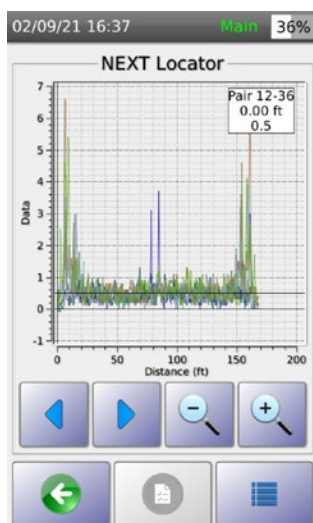 02/09/21 16:37 Main 36%
NEXT Locator
Pair 12-36
0.00 ft
0.5
7
6
5
4
3
2
1
0
-1
Data
0 50 100 150 200
Distance (ft)